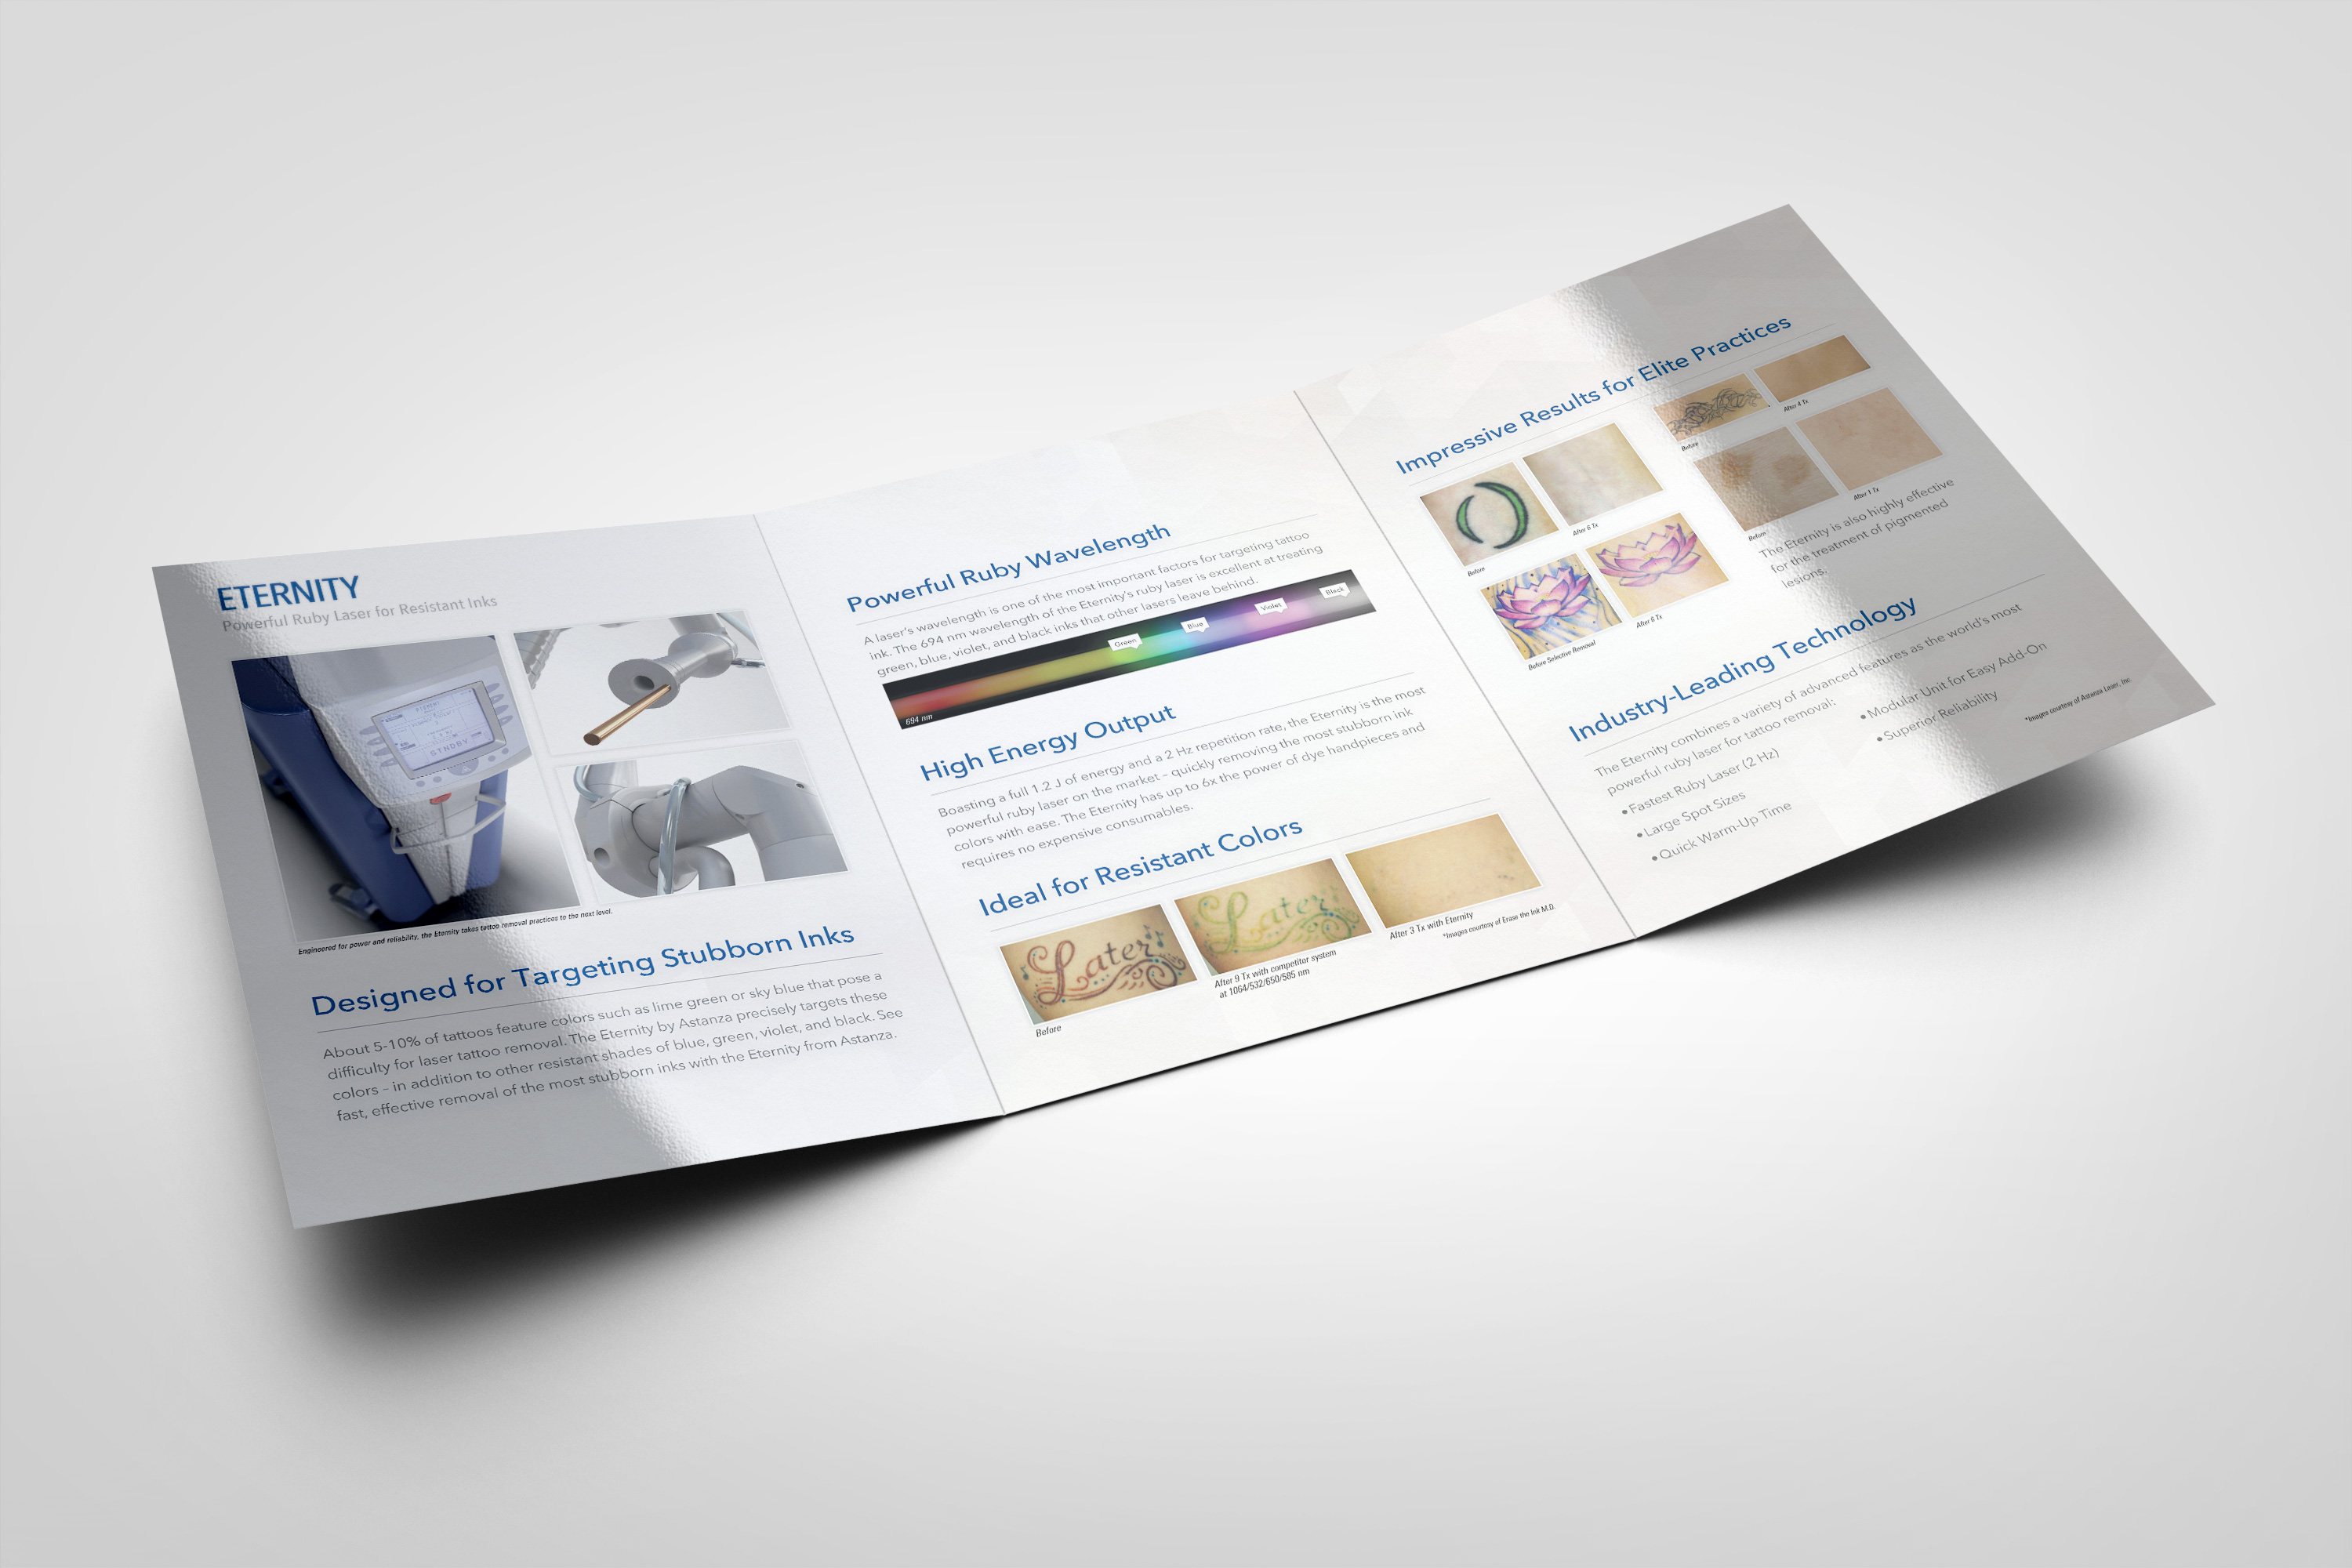 ETERNITY
Powerful Ruby Laser for Resistant Inks
STNDBY
Engineered for power and reliability, the Eternity takes tattoo removal practices to the next level.
Designed for Targeting Stubborn Inks
About 5-10% of tattoos feature colors such as lime green or sky blue that pose a
difficulty for laser tattoo removal. The Eternity by Astanza precisely targets these
colors – in addition to other resistant shades of blue, green, violet, and black. See
fast, effective removal of the most stubborn inks with the Eternity from Astanza.
Powerful Ruby Wavelength
A laser's wavelength is one of the most important factors for targeting tattoo
ink. The 694 nm wavelength of the Eternity's ruby laser is excellent at treating
green, blue, violet, and black inks that other lasers leave behind.
694 nm
Green
Blue
Violet
Black
High Energy Output
Boasting a full 1.2 J of energy and a 2 Hz repetition rate, the Eternity is the most
powerful ruby laser on the market – quickly removing the most stubborn ink
colors with ease. The Eternity has up to 6x the power of dye handpieces and
requires no expensive consumables.
Ideal for Resistant Colors
Later
Later
Before
After 9 Tx with competitor system
at 1064/532/650/585 nm
After 3 Tx with Eternity
*Images courtesy of Erase the Ink M.D.
Impressive Results for Elite Practices
Before
After 6 Tx
Before
After 4 Tx
Before Selective Removal
After 6 Tx
Before
After 1 Tx
The Eternity is also highly effective
for the treatment of pigmented
lesions.
Industry-Leading Technology
The Eternity combines a variety of advanced features as the world's most
powerful ruby laser for tattoo removal:
• Fastest Ruby Laser (2 Hz)
• Large Spot Sizes
• Quick Warm-Up Time
• Modular Unit for Easy Add-On
• Superior Reliability
*Images courtesy of Astanza Laser, Inc.